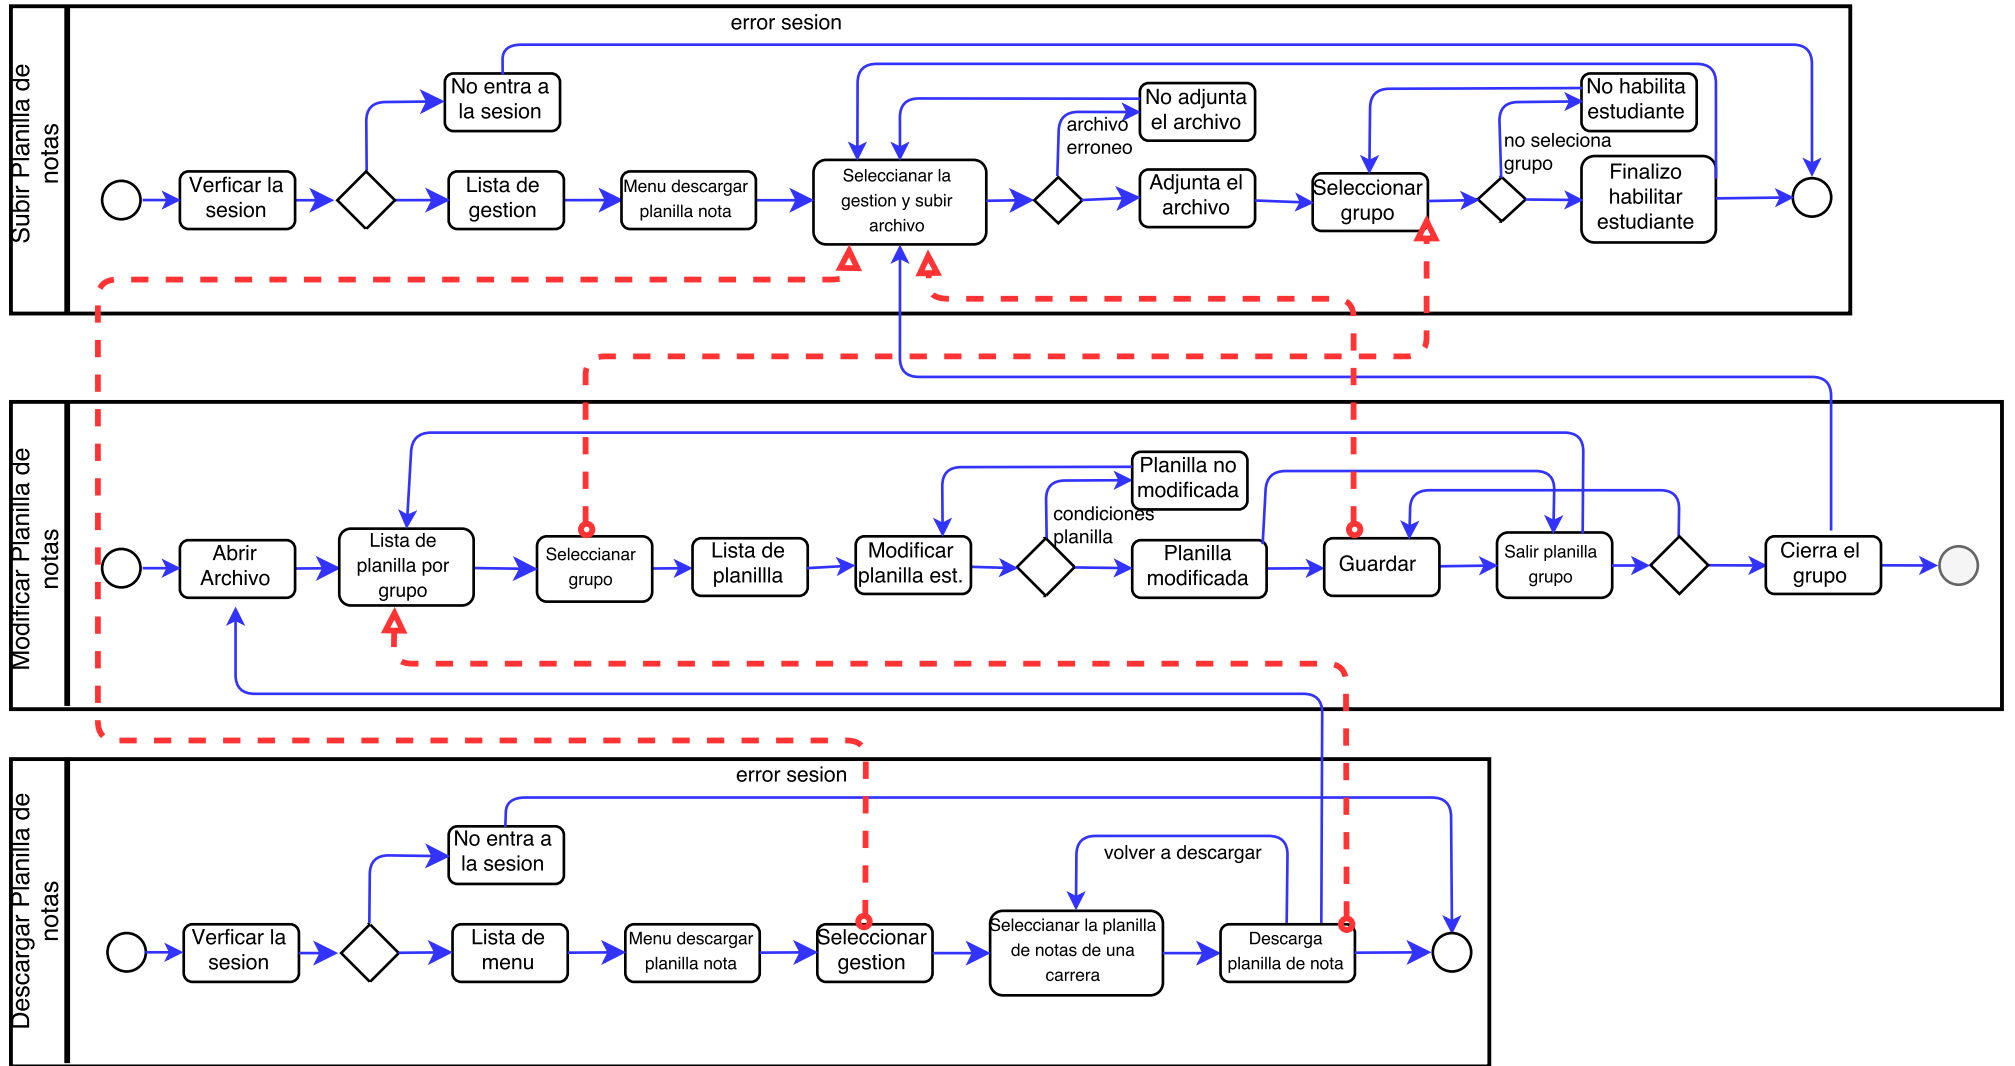 error sesion
Subir Planilla de
notas
No entra a
la sesion
No adjunta
el archivo
No habilita
estudiante
archivo
erroneo
no seleciona
grupo
Verficar la
sesion
Lista de
gestion
Menu descargar
planilla nota
Seleccianar la
gestion y subir
archivo
Adjunta el
archivo
Seleccionar
grupo
Finalizo
habilitar
estudiante
Modificar Planilla de
notas
Planilla no
modificada
condiciones
planilla
Abrir
Archivo
Lista de
planilla por
grupo
Seleccianar
grupo
Lista de
planillla
Modificar
planilla est.
Planilla
modificada
Guardar
Salir planilla
grupo
Cierra el
grupo
error sesion
Descargar Planilla de
notas
No entra a
la sesion
volver a descargar
Verficar la
sesion
Lista de
menu
Menu descargar
planilla nota
Seleccionar
gestion
Seleccianar la planilla
de notas de una
carrera
Descarga
planilla de nota